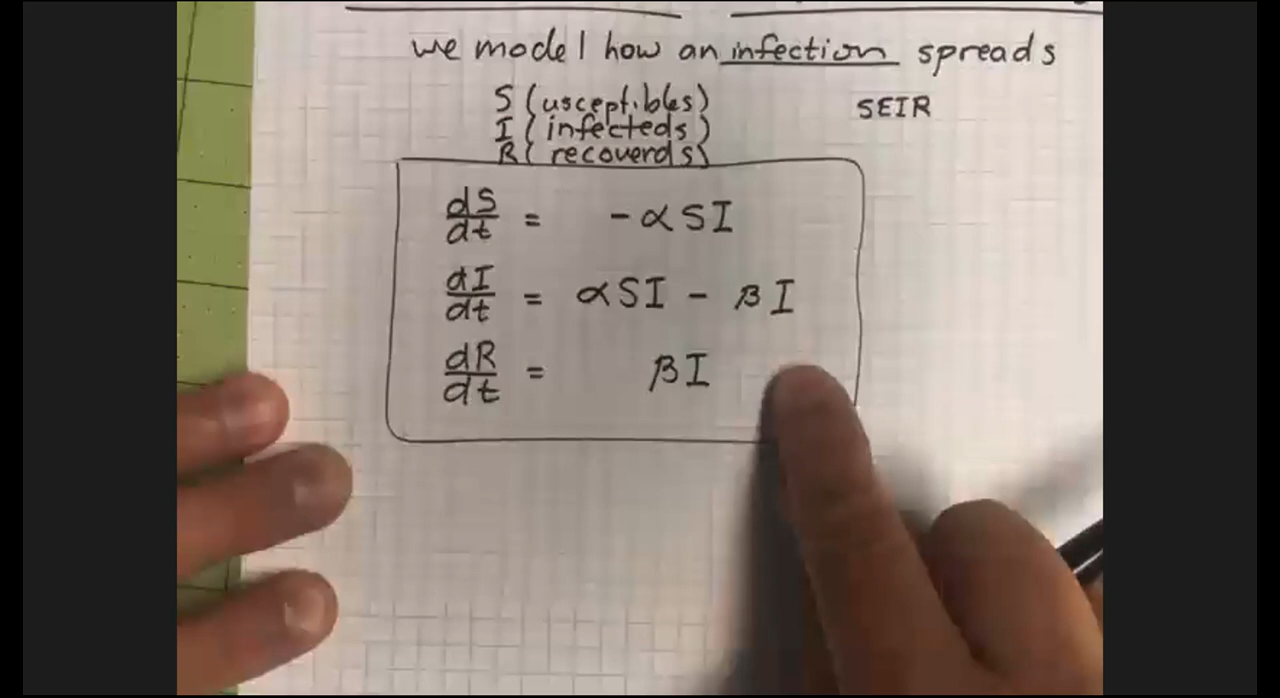 we model how an infection spreads
S (usceptibles)
SEIR
I (infecteds)
R( recoverds)
dS/dt = -αSI
dI/dt = αSI - βI
dR/dt = βI